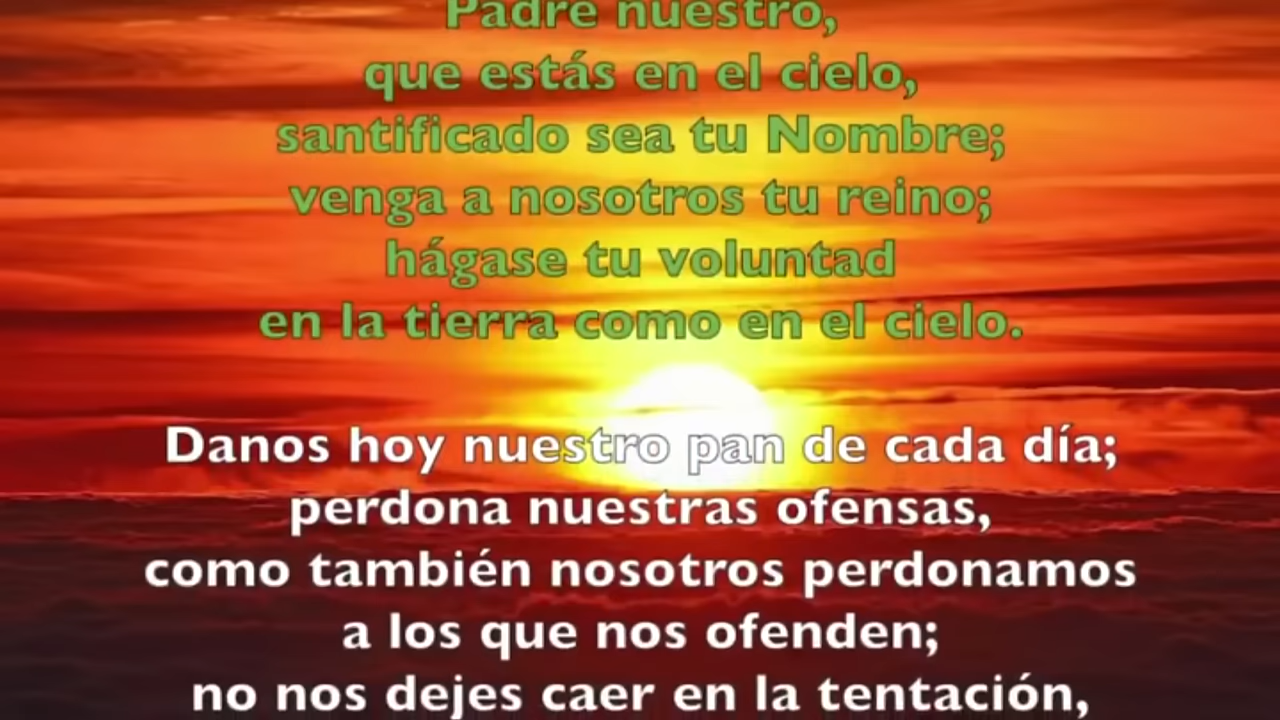 Padre nuestro,
que estás en el cielo,
santificado sea tu Nombre;
venga a nosotros tu reino;
hágase tu voluntad
en la tierra como en el cielo.
Danos hoy nuestro pan de cada día;
perdona nuestras ofensas,
como también nosotros perdonamos
a los que nos ofenden;
no nos dejes caer en la tentación,